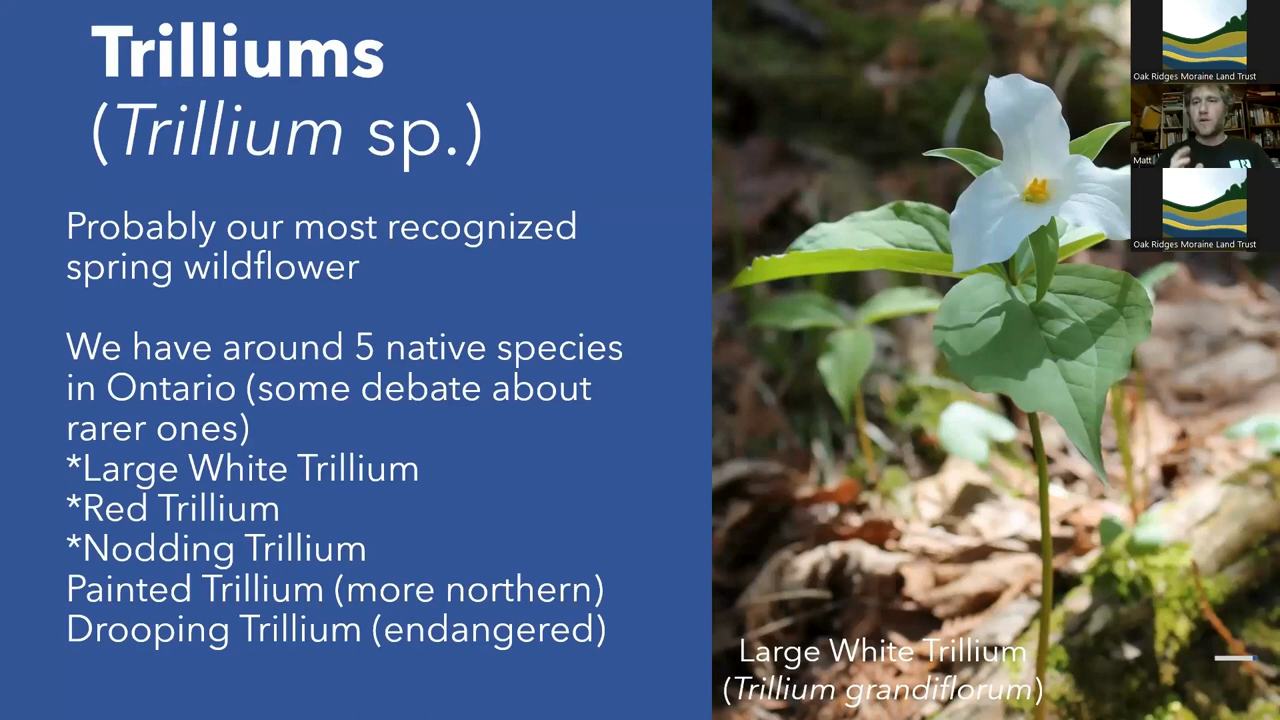 Trilliums
(Trillium sp.)
Probably our most recognized
spring wildflower
We have around 5 native species
in Ontario (some debate about
rarer ones)
*Large White Trillium
*Red Trillium
*Nodding Trillium
Painted Trillium (more northern)
Drooping Trillium (endangered)
Large White Trillium
(Trillium grandiflorum)
Oak Ridges Moraine Land Trust
Matt
Oak Ridges Moraine Land Trust